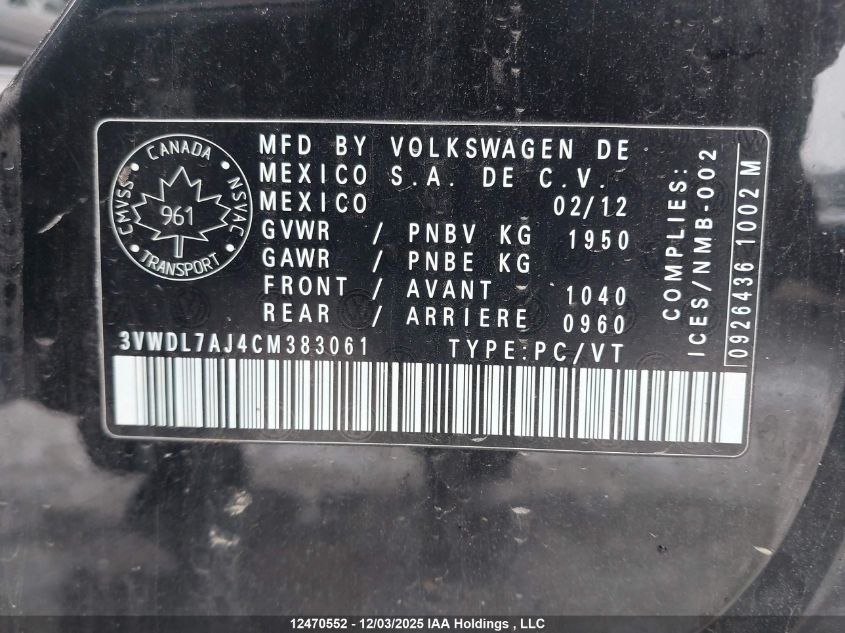 CANADA
CMVSS
961
NSVAC
TRANSPORT
MFD BY VOLKSWAGEN DE
MEXICO S.A. DE C.V.
MEXICO 02/12
GVWR / PNBV KG 1950
GAWR / PNBE KG
FRONT / AVANT 1040
REAR / ARRIERE 0960
3VWDL7AJ4CM383061 TYPE:PC/VT
COMPLIES:
ICES/NMB-002
0926436 1002 M
12470552 - 12/03/2025 IAA Holdings , LLC